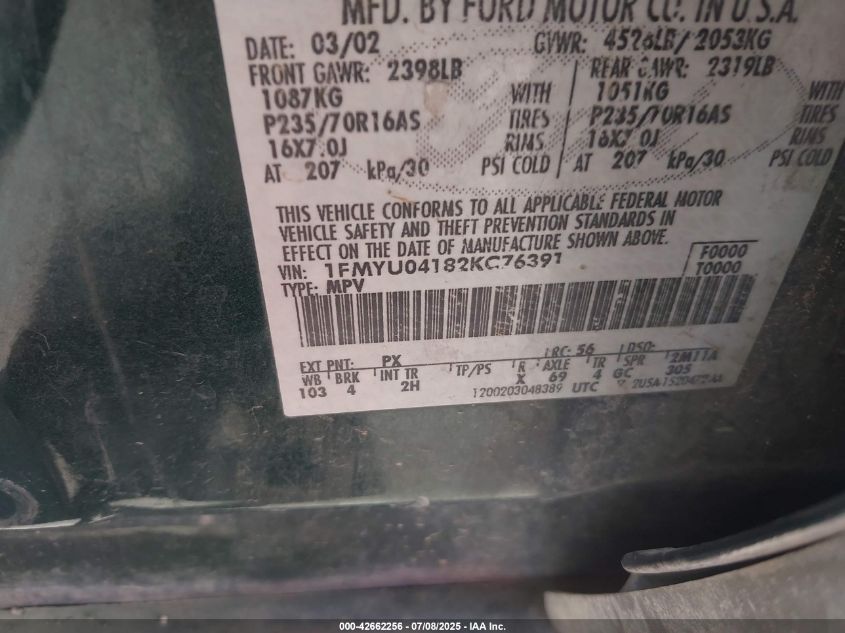 MFD. BY FORD MOTOR CO. IN U.S.A.
DATE: 03/02 GVWR: 4526LB/ 2053KG
FRONT GAWR: 2398LB REAR GAWR: 2319LB
1087KG WITH 1051KG WITH
P235/70R16AS TIRES P235/70R16AS TIRES
16X7.0J RIMS 16X7.0J RIMS
AT 207 kPa/30 PSI COLD AT 207 kPa/30 PSI COLD
THIS VEHICLE CONFORMS TO ALL APPLICABLE FEDERAL MOTOR
VEHICLE SAFETY AND THEFT PREVENTION STANDARDS IN
EFFECT ON THE DATE OF MANUFACTURE SHOWN ABOVE.
VIN: 1FMYU04182KC76391 F0000
TYPE: MPV T0000
EXT PNT: PX RC: 56 DSO:
WB BRK INT TR TP/PS R AXLE TR SPR 2M11A
103 4 2H X 69 4 GC 305
1200203048389 UTC
000-42662256 - 07/08/2025 - IAA Inc.